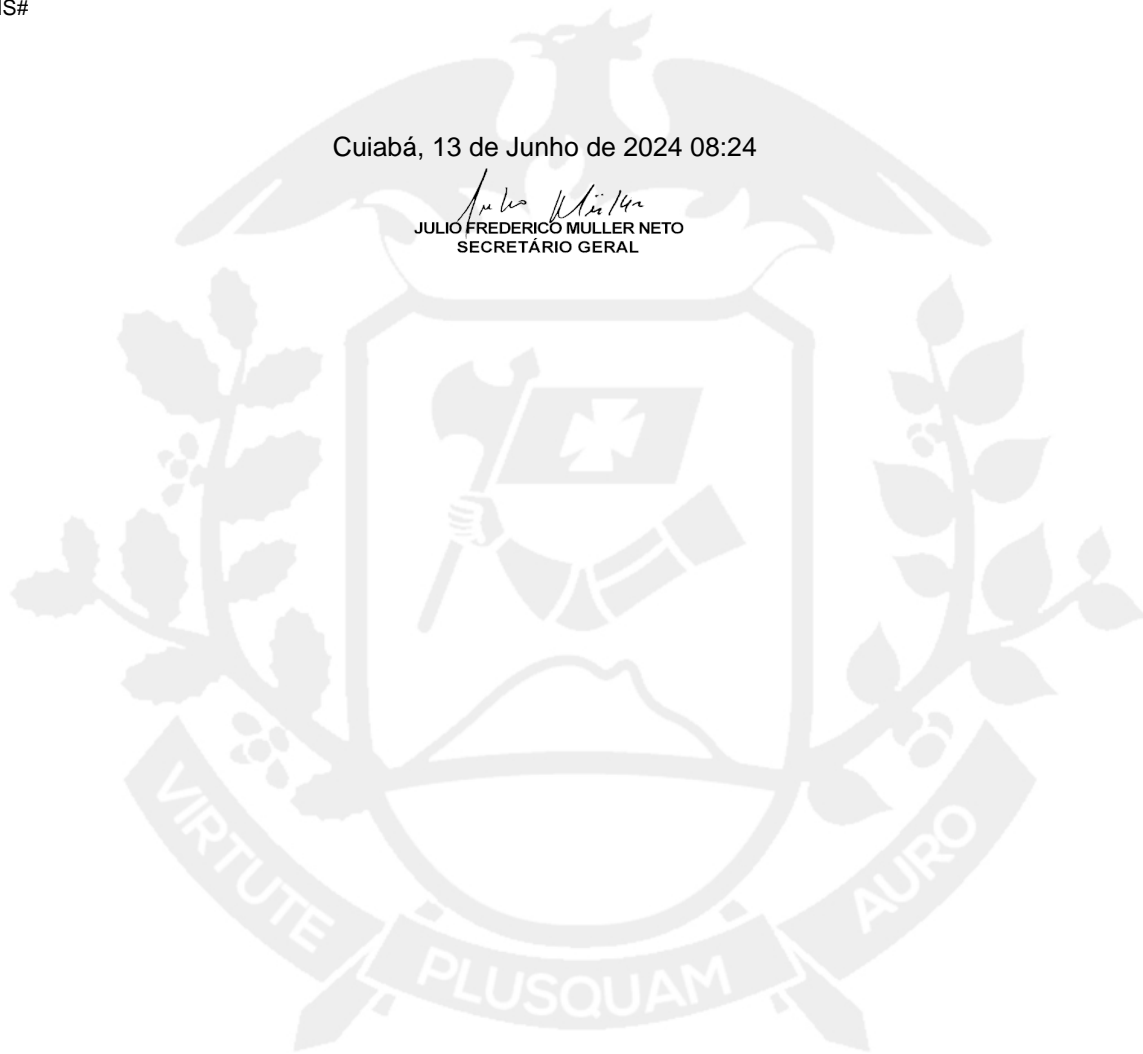 S#
Cuiabá, 13 de Junho de 2024 08:24
JULIO FREDERICO MULLER NETO
SECRETÁRIO GERAL
VIRTUTE
PLUSQUAM
AURO